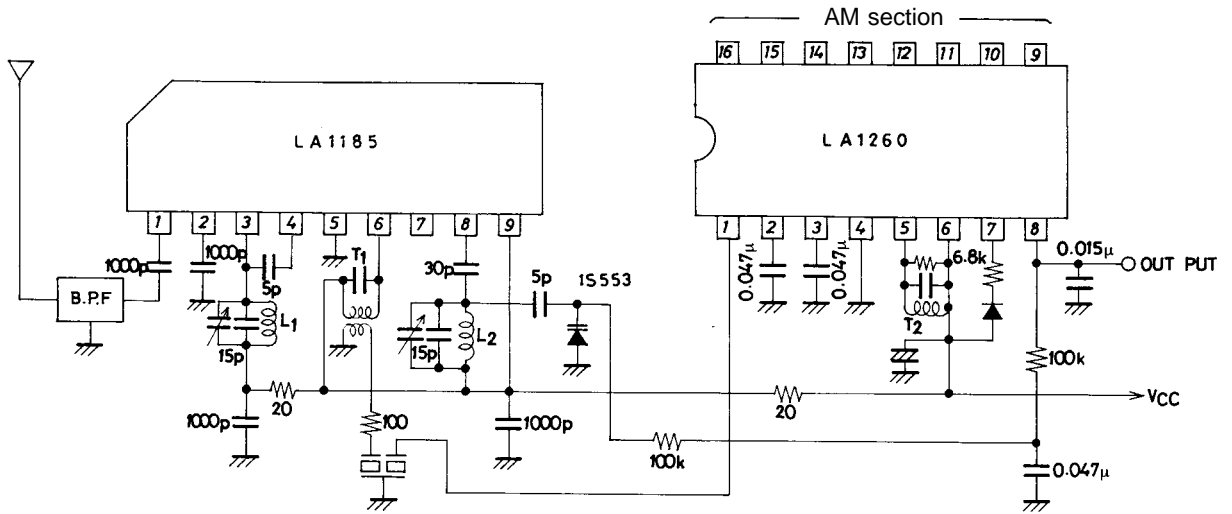 AM section
16 15 14 13 12 11 10 9
LA1185
LA1260
1 2 3 4 5 6 7 8 9
1 2 3 4 5 6 7 8
1000p
1000p
5p
T1
30p
5p
1S553
0.047μ
0.047μ
6.8k
0.015μ
OUT PUT
B.P.F
L1
15p
15p
L2
T2
100k
20
20
VCC
1000p
100
1000p
100k
0.047μ